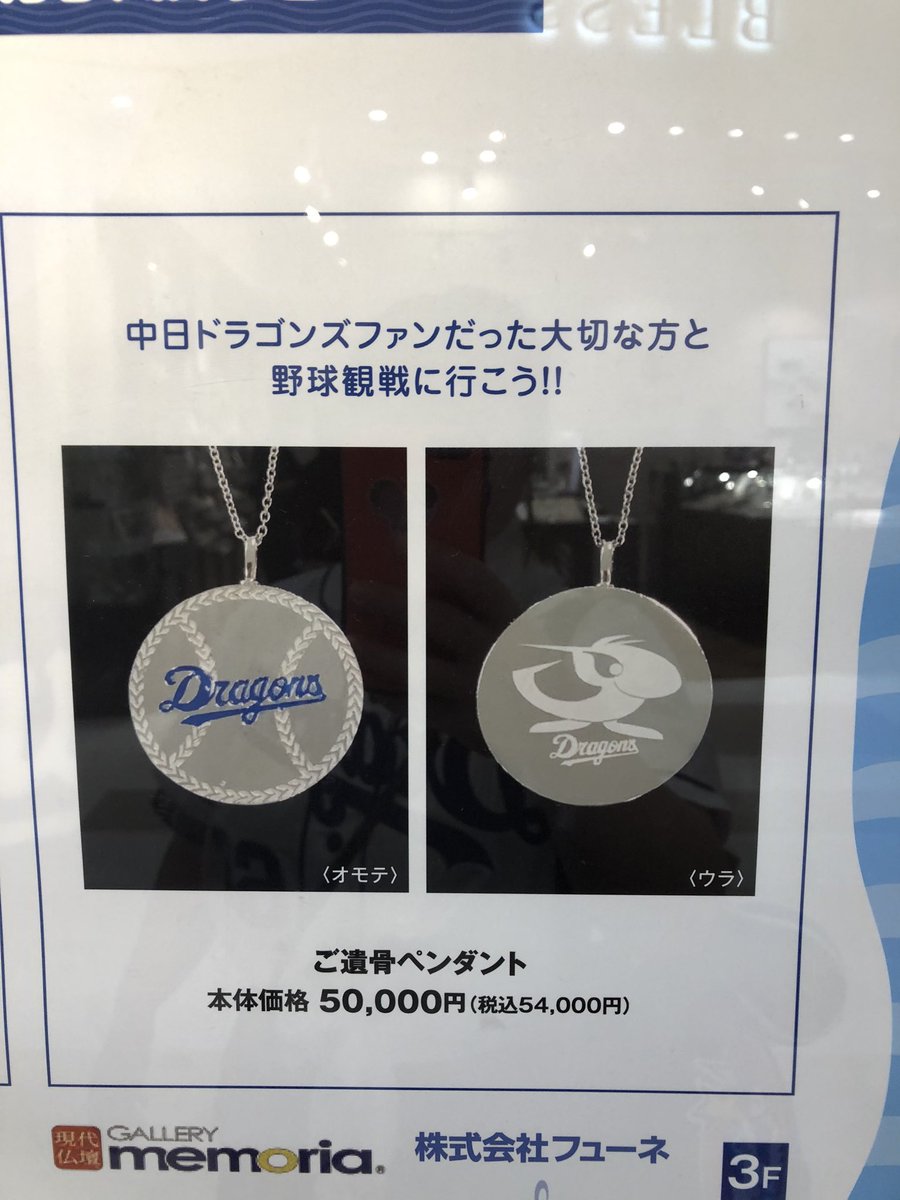 中日ドラゴンズファンだった大切な方と
野球観戦に行こう!!
Dragons
Dragons
〈オモテ〉
〈ウラ〉
ご遺骨ペンダント
本体価格 50,000円(税込54,000円)
現代仏壇
GALLERY
memoria®
株式会社フューネ
3F